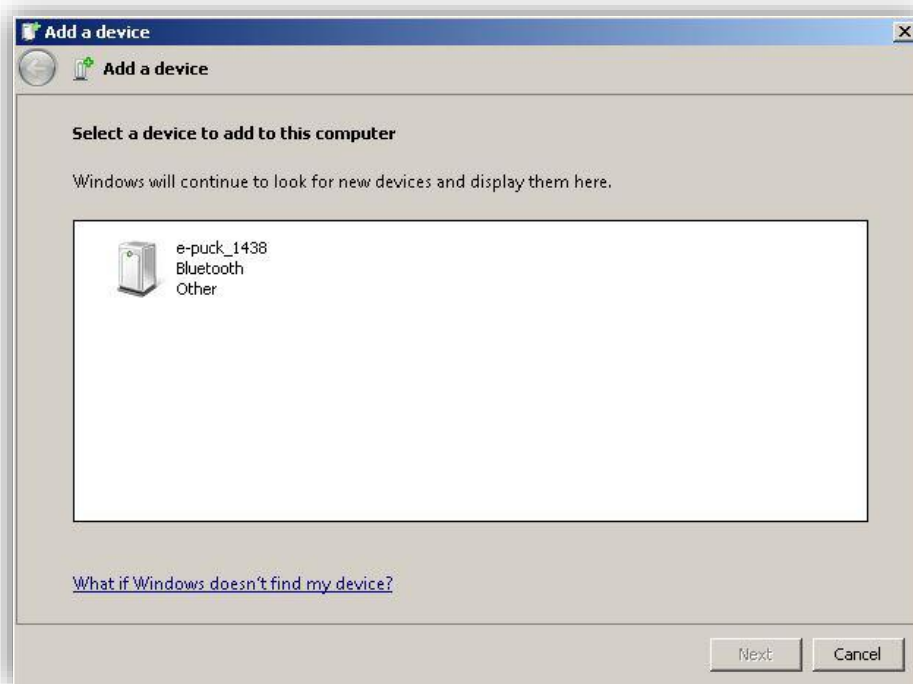 Add a device
Add a device
Select a device to add to this computer
Windows will continue to look for new devices and display them here.
e-puck_1438
Bluetooth
Other
What if Windows doesn't find my device?
Next Cancel